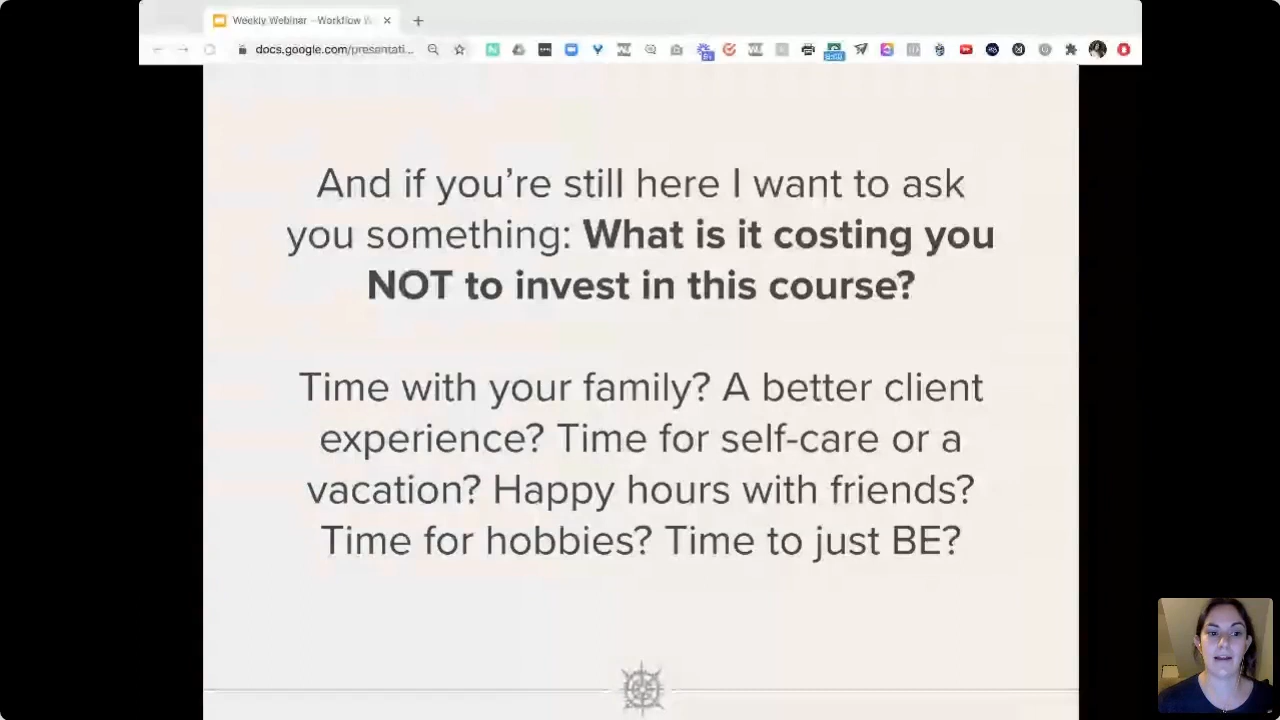 Weekly Webinar - Workflow W
docs.google.com/presentati...
And if you’re still here I want to ask
you something: What is it costing you
NOT to invest in this course?
Time with your family? A better client
experience? Time for self-care or a
vacation? Happy hours with friends?
Time for hobbies? Time to just BE?